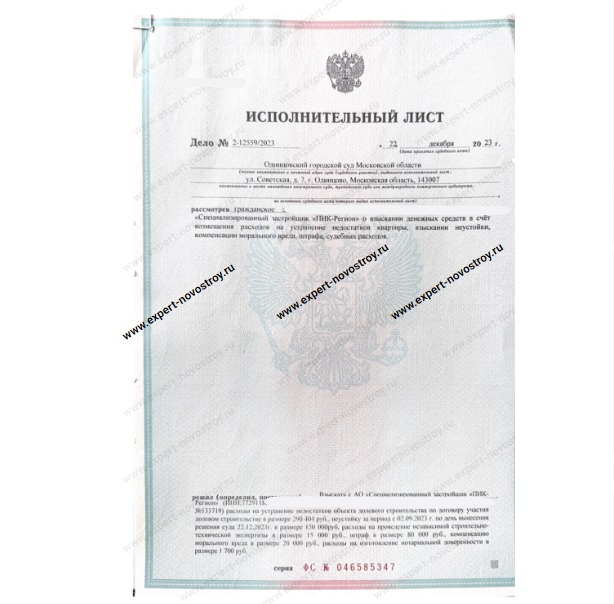 ИСПОЛНИТЕЛЬНЫЙ ЛИСТ
Дело № 2-12559/2023 « 22 декабря 2023 г.
(дата принятия судебного акта)
Одинцовский городской суд Московской области
ул. Советская, д. 7, г. Одинцово, Московская область, 143007
рассмотрев гражданское
«Специализированный застройщик «ПИК-Регион» о взыскании денежных средств в счёт
возмещения расходов на устранение недостатков квартиры, взыскании неустойки,
компенсации морального вреда, штрафа, судебных расходов.
www.expert-novostroy.ru
www.expert-novostroy.ru
www.expert-novostroy.ru
решил (определил, Взыскать с АО «Специализированный застройщик «ПИК-
Регион» (ИНН:
расходы на устранение недостатков объекта долевого строительства по договору участия
долевом строительстве в размере 290 404 руб., неустойку за период с 02.09.2023 г. по день вынесения
решения суда 22.12.2023г. в размере 150 000руб, расходы на проведение независимой строительно-
технической экспертизы в размере 15 000 руб., штраф в размере 80 000 руб., компенсацию
морального вреда в размере 20 000 руб., расходы на изготовление нотариальной доверенности в
размере 1 700 руб.
серия ФС № 046585347